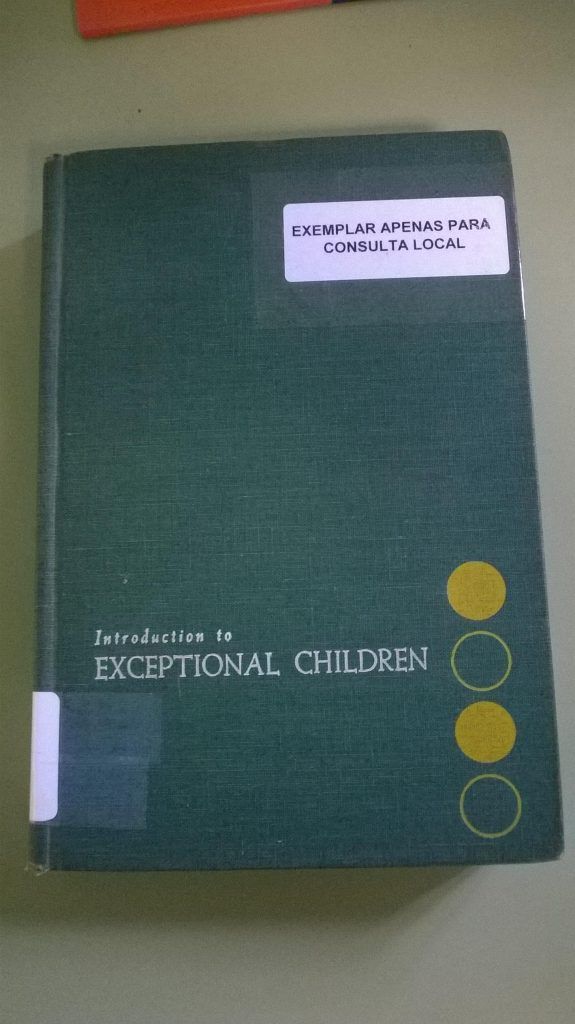 EXEMPLAR APENAS PARA
CONSULTA LOCAL
Introduction to
EXCEPTIONAL CHILDREN